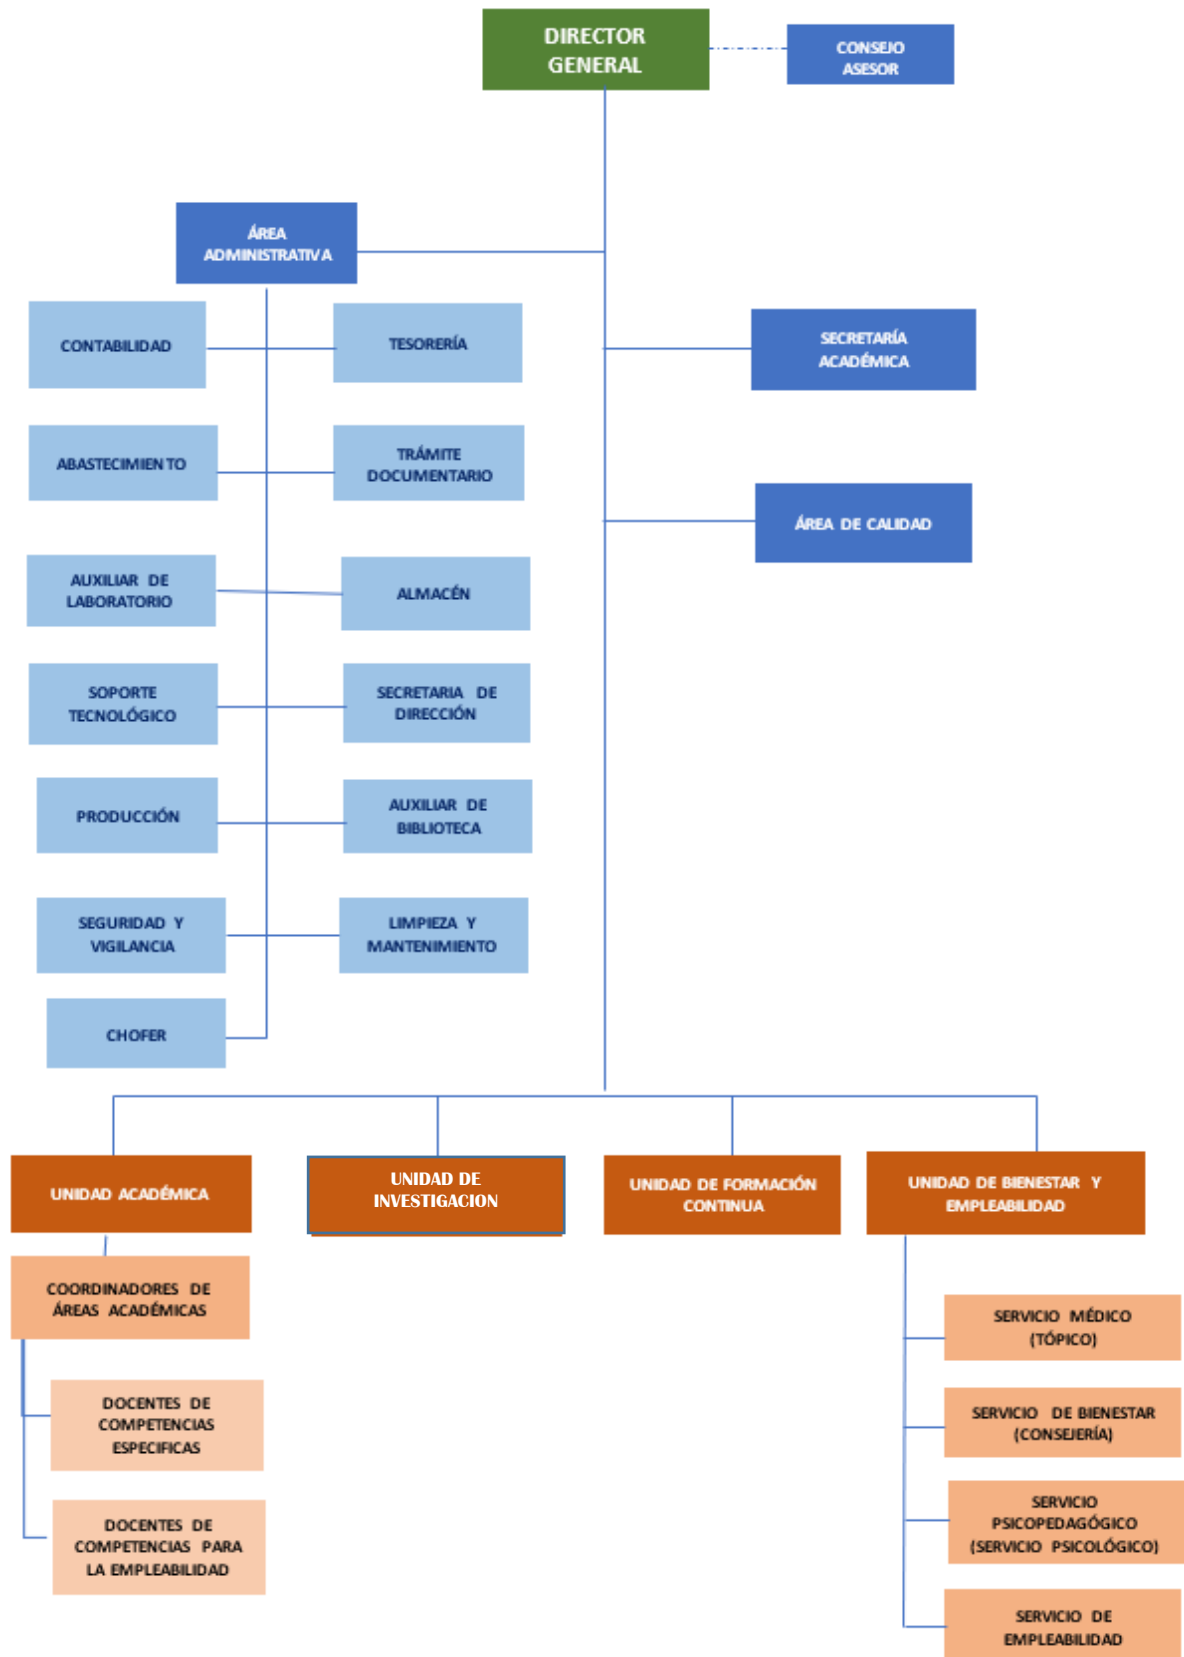 DIRECTOR
GENERAL
CONSEJO
ASESOR
ÁREA
ADMINISTRATIVA
CONTABILIDAD
TESORERÍA
SECRETARÍA
ACADÉMICA
ABASTECIMIENTO
TRÁMITE
DOCUMENTARIO
ÁREA DE CALIDAD
AUXILIAR DE
LABORATORIO
ALMACÉN
SOPORTE
TECNOLÓGICO
SECRETARIA DE
DIRECCIÓN
PRODUCCIÓN
AUXILIAR DE
BIBLIOTECA
SEGURIDAD Y
VIGILANCIA
LIMPIEZA Y
MANTENIMIENTO
CHOFER
UNIDAD ACADÉMICA
UNIDAD DE
INVESTIGACION
UNIDAD DE FORMACIÓN
CONTINUA
UNIDAD DE BIENESTAR Y
EMPLEABILIDAD
COORDINADORES DE
ÁREAS ACADÉMICAS
DOCENTES DE
COMPETENCIAS
ESPECIFICAS
DOCENTES DE
COMPETENCIAS PARA
LA EMPLEABILIDAD
SERVICIO MÉDICO
(TÓPICO)
SERVICIO DE BIENESTAR
(CONSEJERÍA)
SERVICIO
PSICOPEDAGÓGICO
(SERVICIO PSICOLÓGICO)
SERVICIO DE
EMPLEABILIDAD